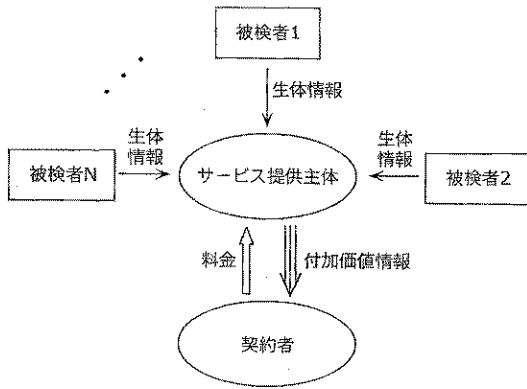 被検者1
生体情報
生体
情報
生体
情報
被検者N
サービス提供主体
被検者2
料金
付加価値情報
契約者